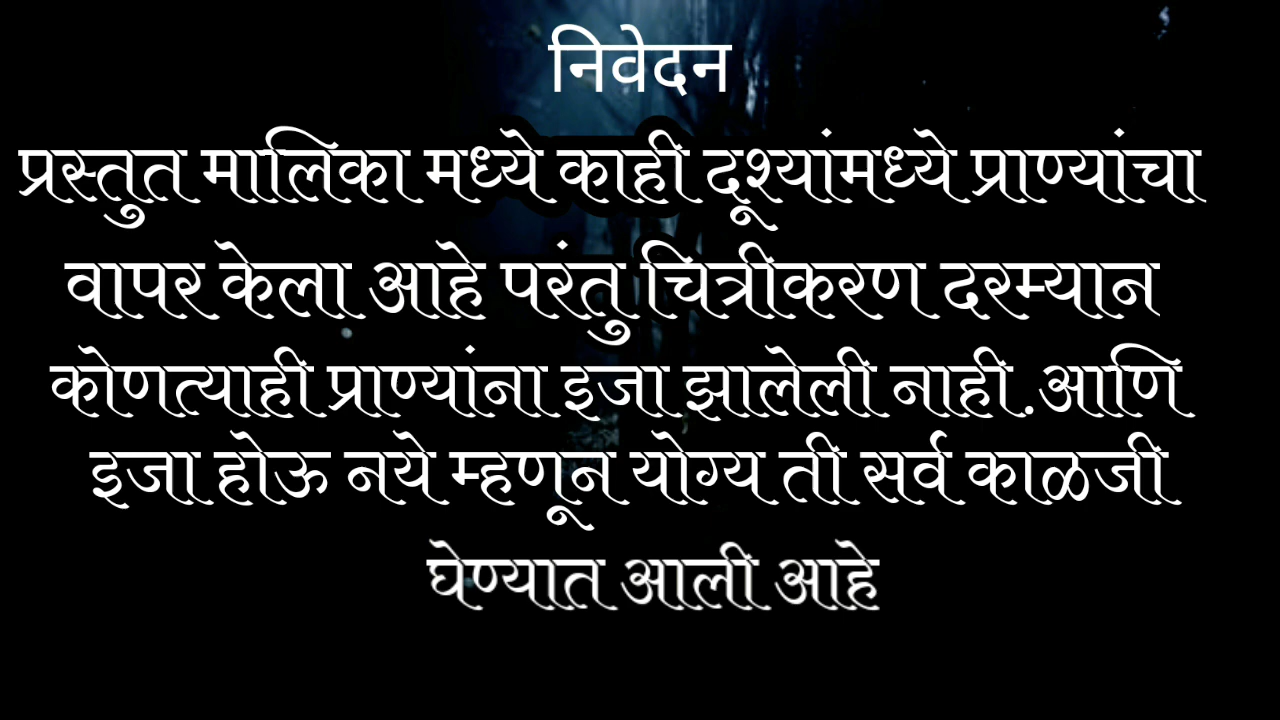 निवेदन
प्रस्तुत मालिका मध्ये काही दूश्यांमध्ये प्राण्यांचा
वापर केला आहे परंतु चित्रीकरण दरम्यान
कोणत्याही प्राण्यांना इजा झालेली नाही .आणि
इजा होऊ नये म्हणून योग्य ती सर्व काळजी
घेण्यात आली आहे